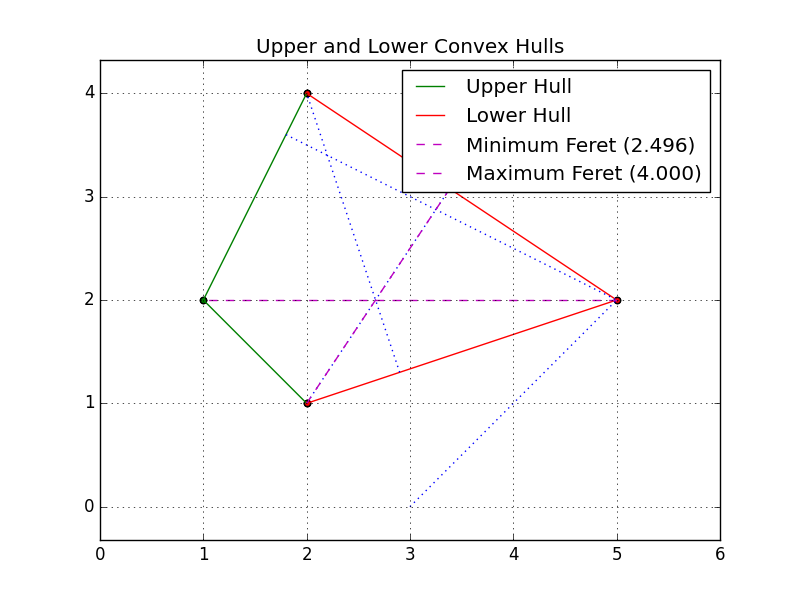 Upper and Lower Convex Hulls
Upper Hull
Lower Hull
Minimum Feret (2.496)
Maximum Feret (4.000)
4
3
2
1
0
0 1 2 3 4 5 6